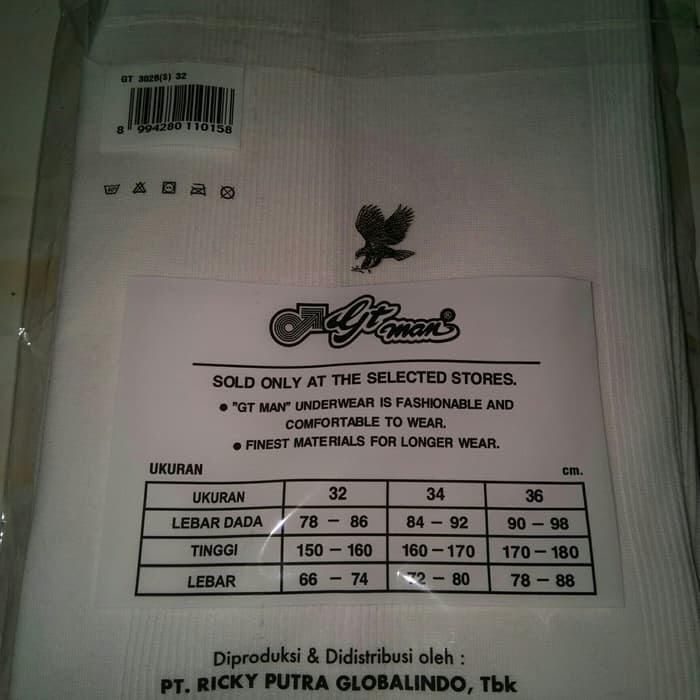 GT 3028(S) 32
8 994280 110158
Gt man
SOLD ONLY AT THE SELECTED STORES.
● "GT MAN" UNDERWEAR IS FASHIONABLE AND
COMFORTABLE TO WEAR.
● FINEST MATERIALS FOR LONGER WEAR.
UKURAN cm.
UKURAN 32 34 36
LEBAR DADA 78 – 86 84 – 92 90 – 98
TINGGI 150 – 160 160 – 170 170 – 180
LEBAR 66 – 74 72 – 80 78 – 88
Diproduksi & Didistribusi oleh :
PT. RICKY PUTRA GLOBALINDO, Tbk